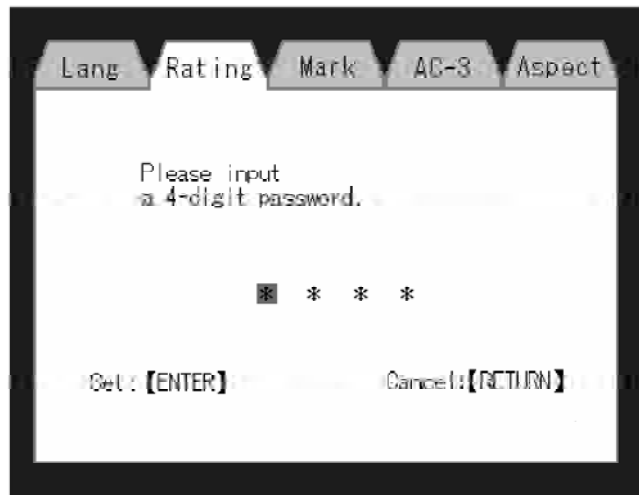 Lang Rating Mark AC-3 Aspect
Please input
a 4-digit password.
* * * *
Set:【ENTER】 Cancel:【RETURN】